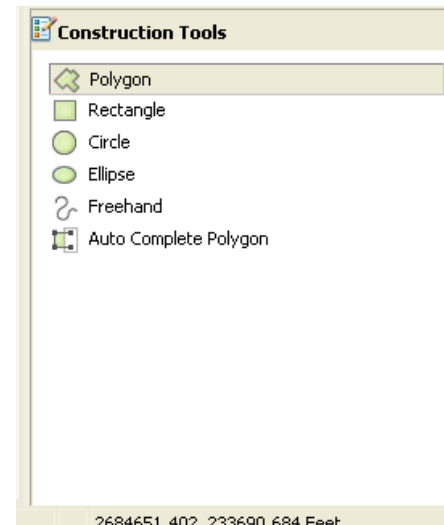 Construction Tools
Polygon
Rectangle
Circle
Ellipse
Freehand
Auto Complete Polygon
2684651.402 233690.684 Feet